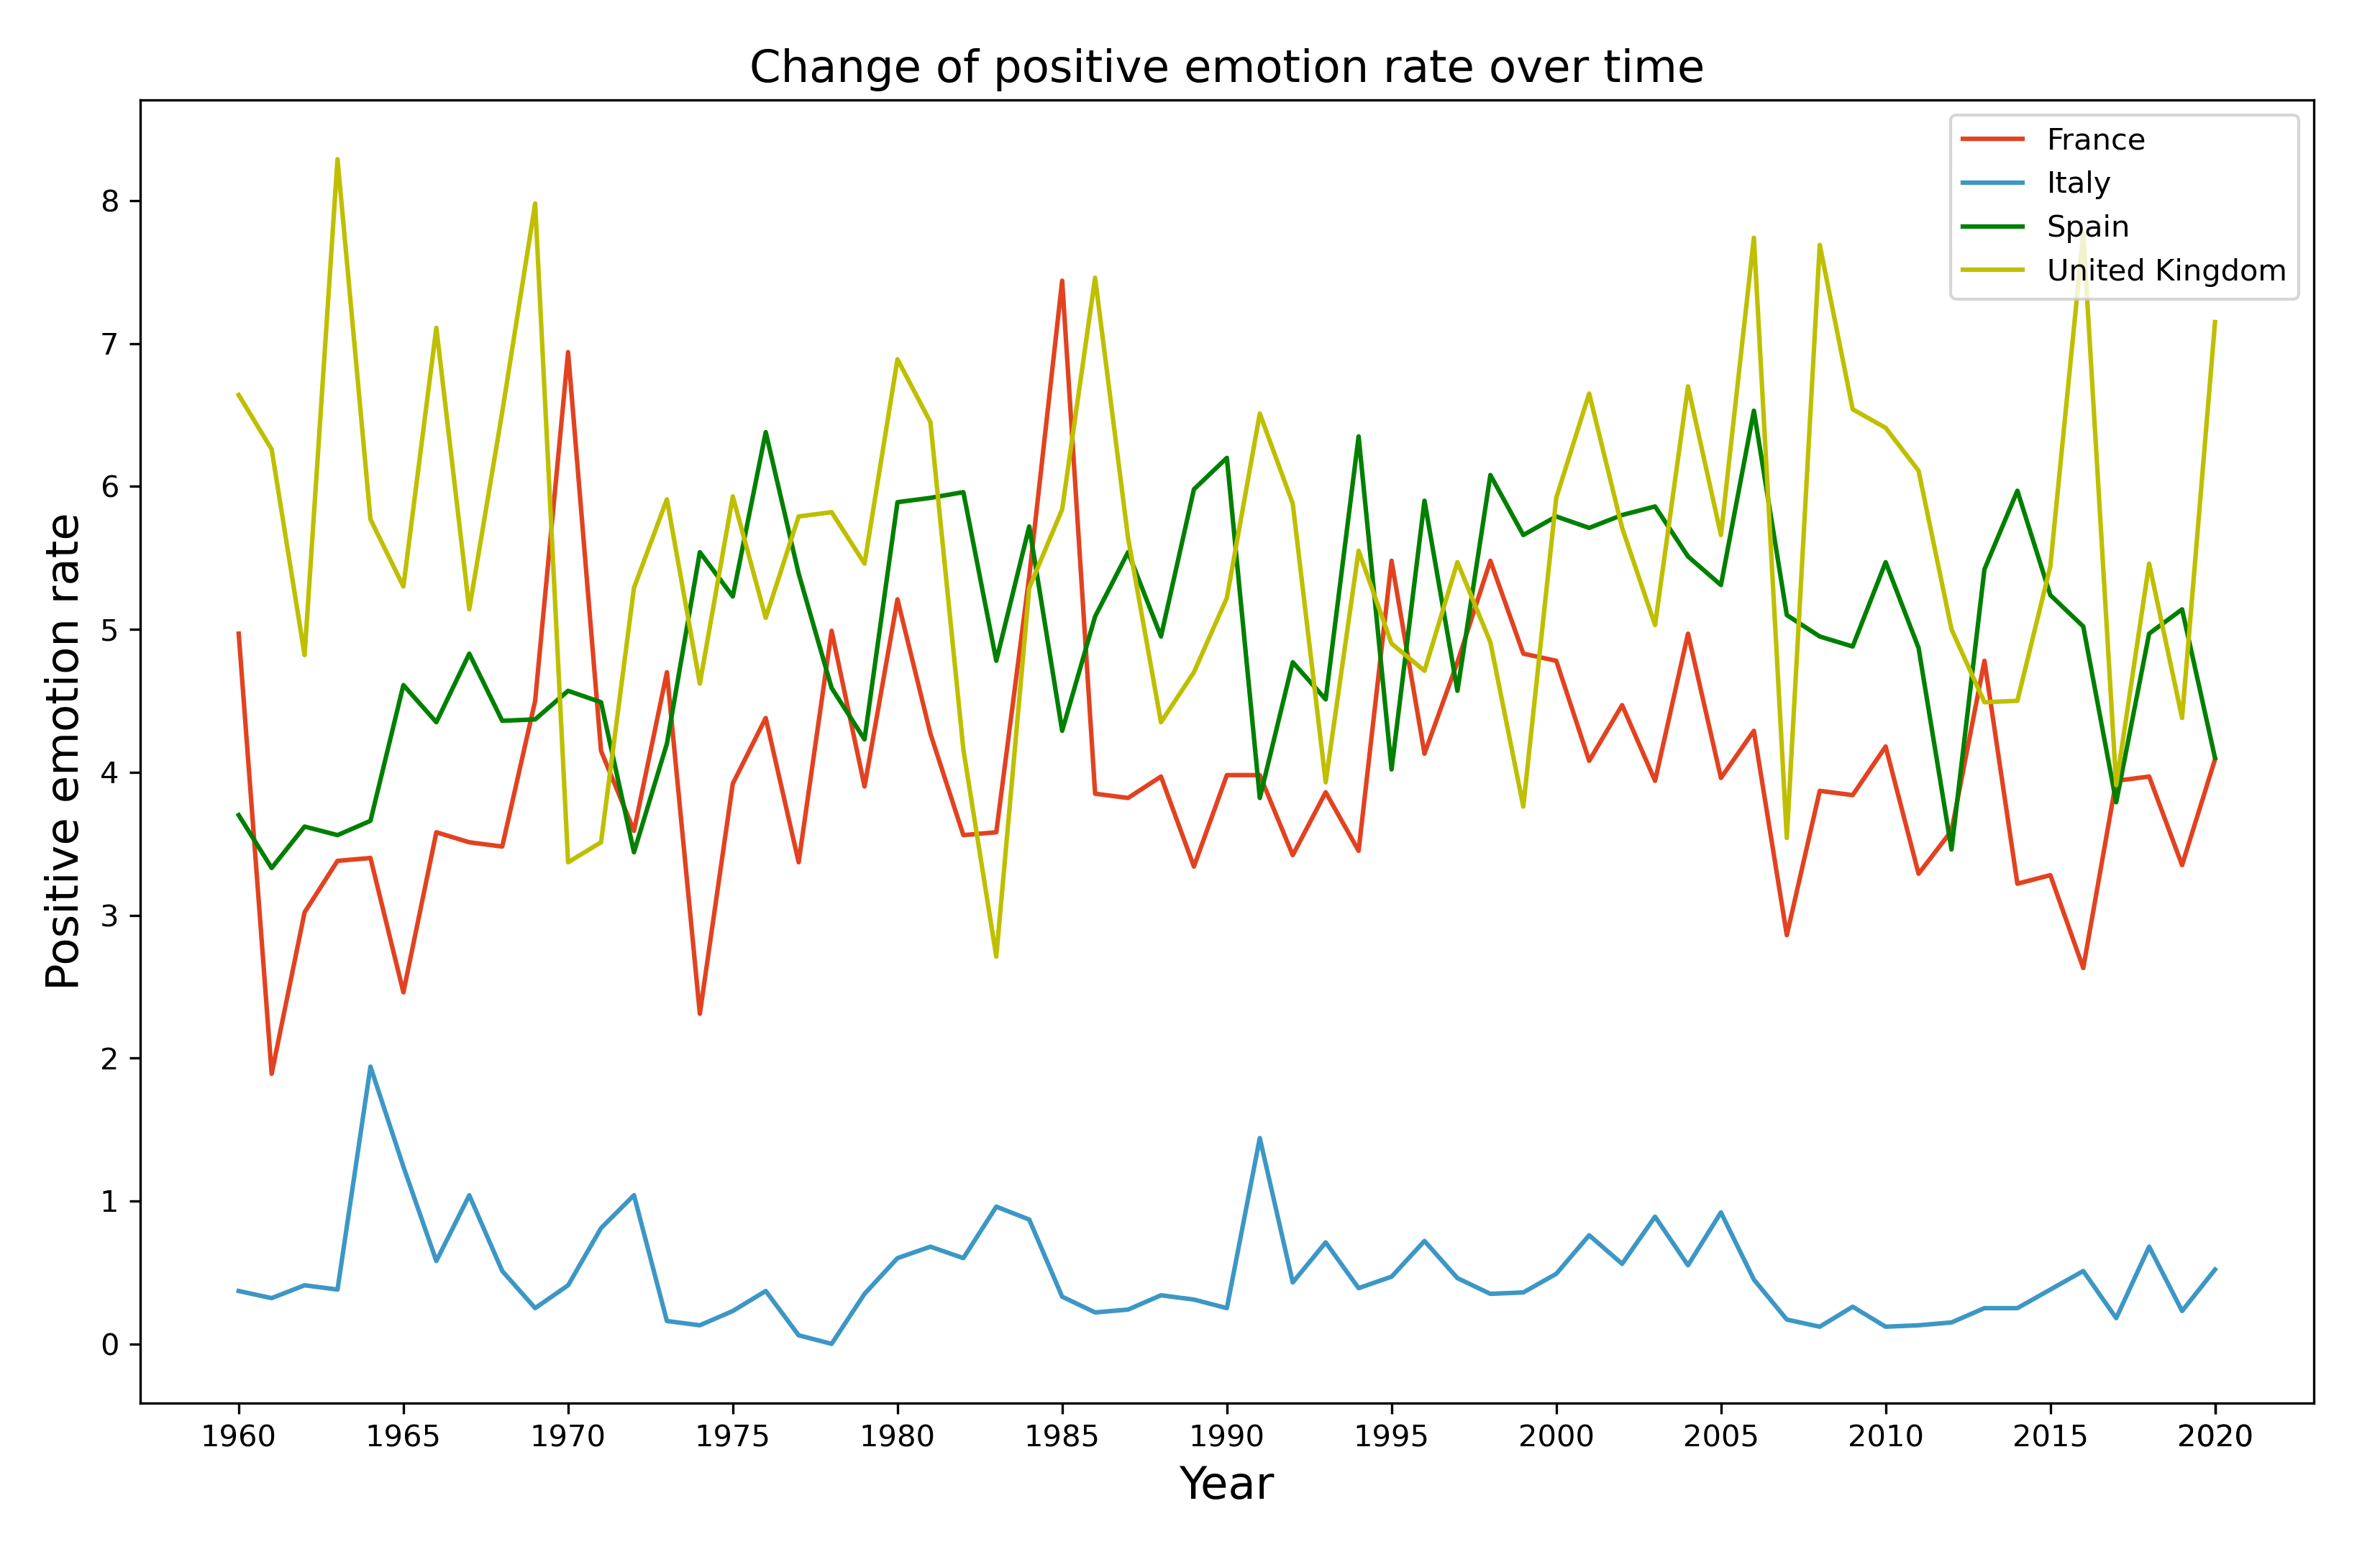 Change of positive emotion rate over time
France
Italy
Spain
United Kingdom
8
7
6
5
4
3
2
1
0
Positive emotion rate
1960 1965 1970 1975 1980 1985 1990 1995 2000 2005 2010 2015 2020
Year